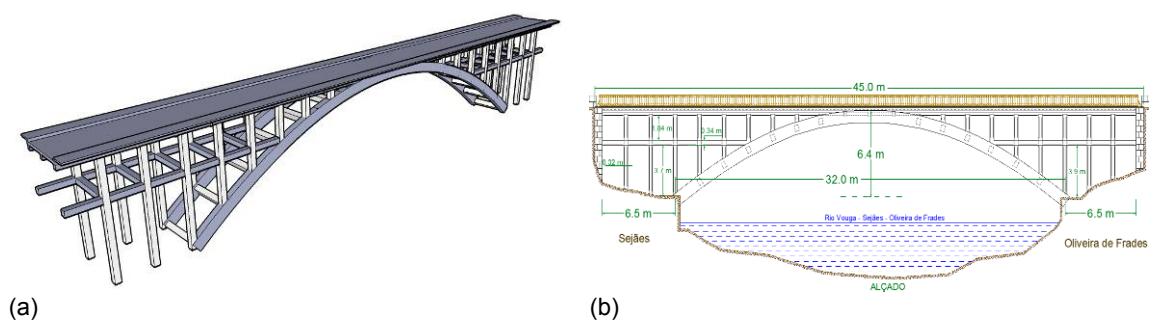 45.0 m
1.84 m
0.34 m
6.4 m
0.32 m
3.7 m
3.9 m
32.0 m
6.5 m
6.5 m
Rio Vouga - Sejães - Oliveira de Frades
Sejães
Oliveira de Frades
ALÇADO
(a)
(b)